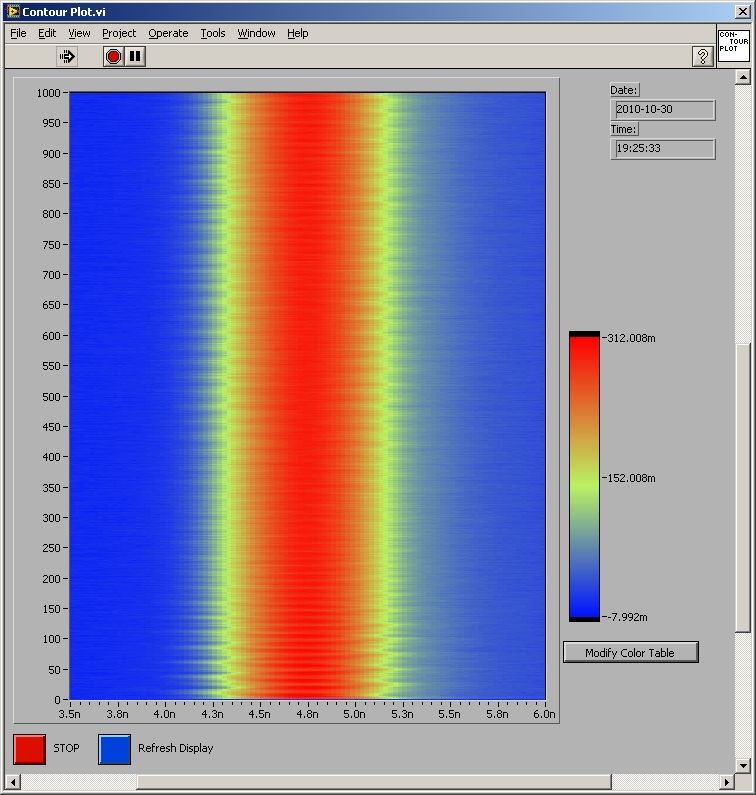 Contour Plot.vi
File Edit View Project Operate Tools Window Help
CON-
TOUR
PLOT
?
Date:
2010-10-30
Time:
19:25:33
1000
950
900
850
800
750
700
650
600
550
500
450
400
350
300
250
200
150
100
50
0
3.5n 3.8n 4.0n 4.3n 4.5n 4.8n 5.0n 5.3n 5.5n 5.8n 6.0n
312.008m
152.008m
-7.992m
Modify Color Table
STOP
Refresh Display